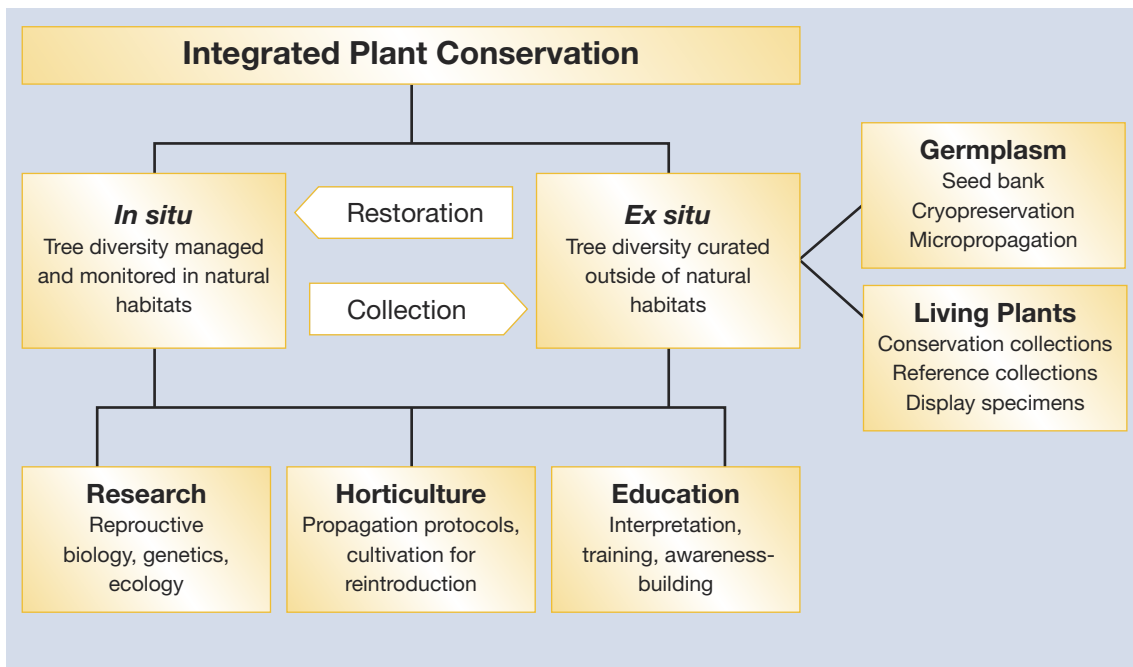 Integrated Plant Conservation
In situ
Tree diversity managed
and monitored in natural
habitats
Restoration
Collection
Ex situ
Tree diversity curated
outside of natural
habitats
Germplasm
Seed bank
Cryopreservation
Micropropagation
Living Plants
Conservation collections
Reference collections
Display specimens
Research
Reprouctive
biology, genetics,
ecology
Horticulture
Propagation protocols,
cultivation for
reintroduction
Education
Interpretation,
training, awareness-
building